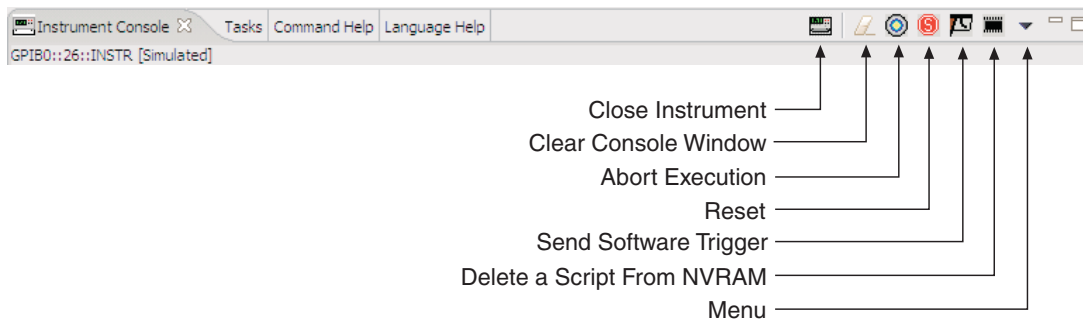 Instrument Console Tasks Command Help Language Help
GPIB0::26::INSTR [Simulated]
Close Instrument
Clear Console Window
Abort Execution
Reset
Send Software Trigger
Delete a Script From NVRAM
Menu